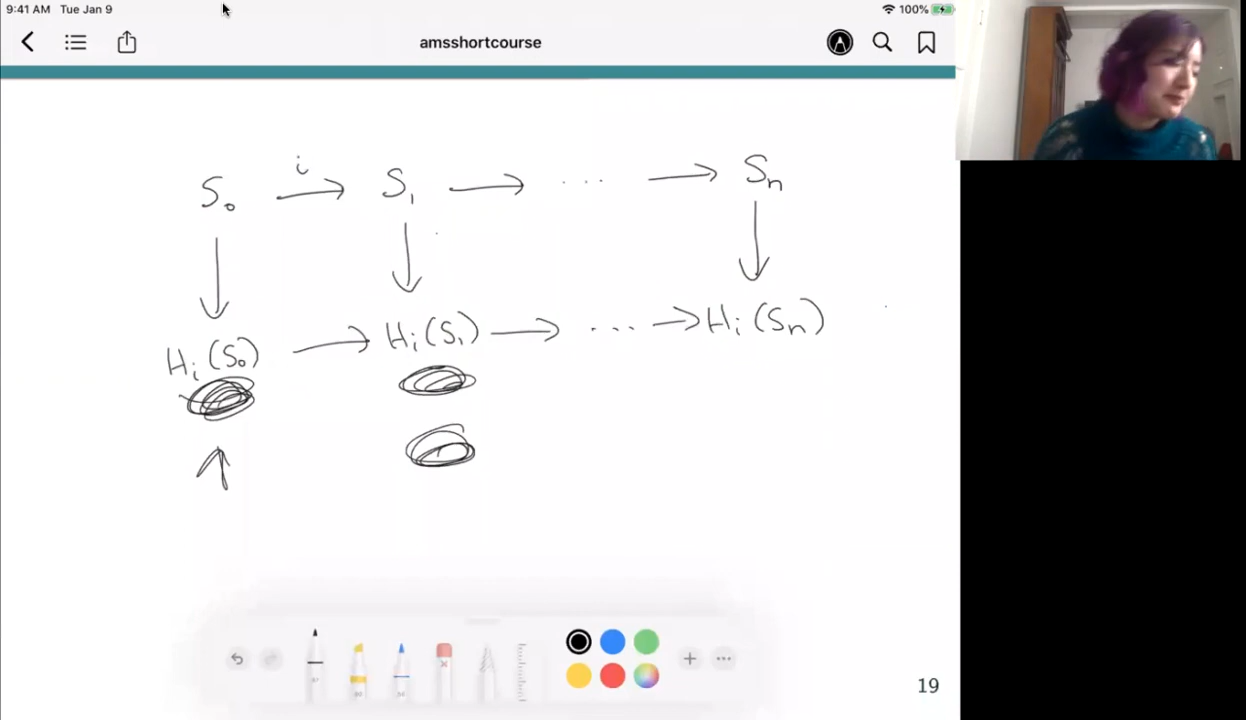 9:41 AM Tue Jan 9
100%
amsshortcourse
i
S₀ → S₁ → ... → Sₙ
Hᵢ(S₀) → Hᵢ(S₁) → ... → Hᵢ(Sₙ)
19